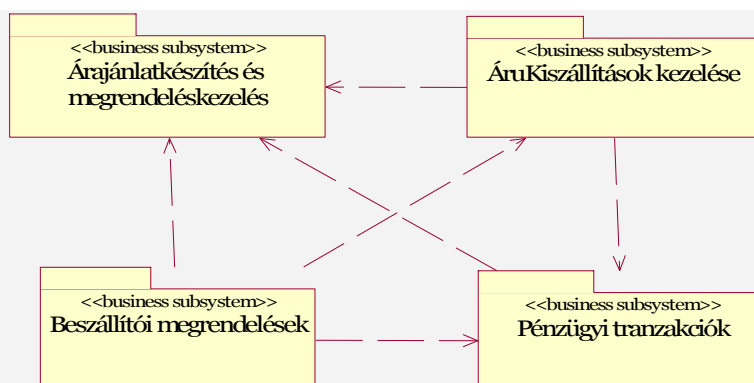 <<business subsystem>>
Árajánlatkészítés és
megrendeléskezelés
<<business subsystem>>
ÁruKiszállítások kezelése
<<business subsystem>>
Beszállítói megrendelések
<<business subsystem>>
Pénzügyi tranzakciók